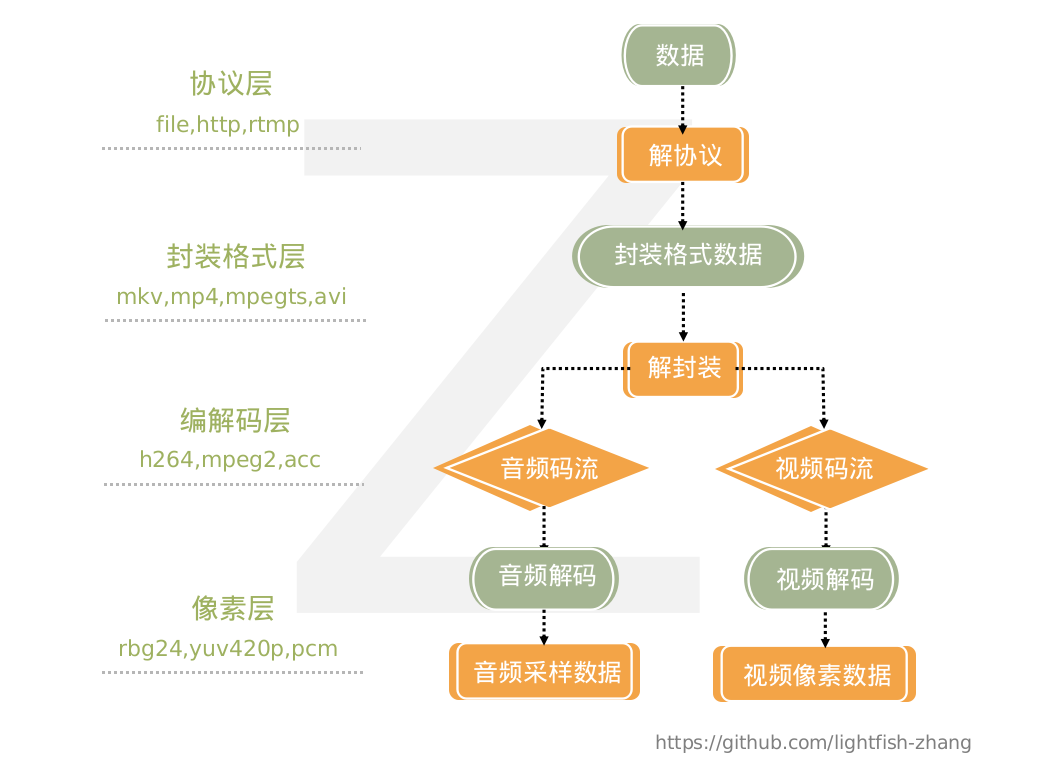 数据
协议层
file,http,rtmp
解协议
封装格式层
mkv,mp4,mpegts,avi
封装格式数据
解封装
编解码层
h264,mpeg2,acc
音频码流
视频码流
音频解码
视频解码
像素层
rbg24,yuv420p,pcm
音频采样数据
视频像素数据
https://github.com/lightfish-zhang
Z